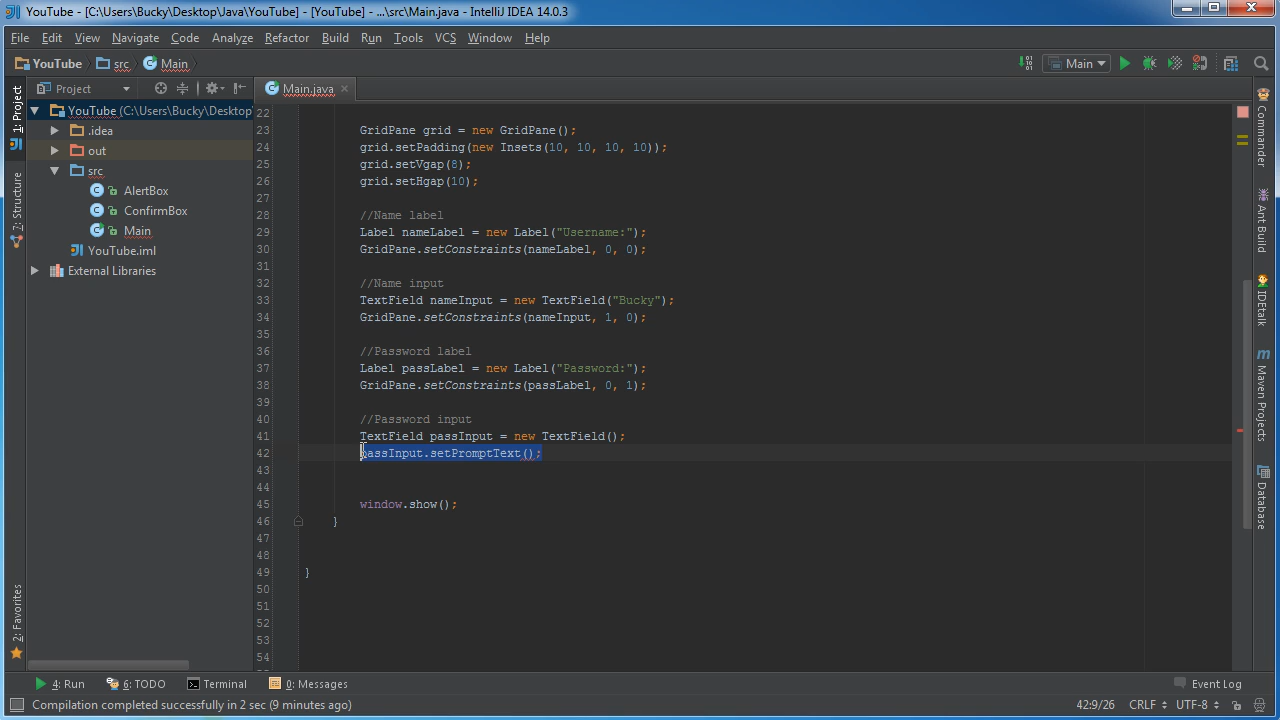 YouTube - [C:\Users\Bucky\Desktop\Java\YouTube] - [YouTube] - ...\src\Main.java - IntelliJ IDEA 14.0.3
File Edit View Navigate Code Analyze Refactor Build Run Tools VCS Window Help
YouTube src Main
Main
Project
Main.java
1: Project
7: Structure
2: Favorites
YouTube (C:\Users\Bucky\Desktop
.idea
out
src
AlertBox
ConfirmBox
Main
YouTube.iml
External Libraries
22
23 GridPane grid = new GridPane();
24 grid.setPadding(new Insets(10, 10, 10, 10));
25 grid.setVgap(8);
26 grid.setHgap(10);
27
28 //Name label
29 Label nameLabel = new Label("Username:");
30 GridPane.setConstraints(nameLabel, 0, 0);
31
32 //Name input
33 TextField nameInput = new TextField("Bucky");
34 GridPane.setConstraints(nameInput, 1, 0);
35
36 //Password label
37 Label passLabel = new Label("Password:");
38 GridPane.setConstraints(passLabel, 0, 1);
39
40 //Password input
41 TextField passInput = new TextField();
42 passInput.setPromptText();
43
44
45 window.show();
46 }
47
48
49 }
50
51
52
53
54
Commander
Ant Build
IDEtalk
Maven Projects
Database
4: Run 6: TODO Terminal 0: Messages Event Log
Compilation completed successfully in 2 sec (9 minutes ago) 42:9/26 CRLF UTF-8